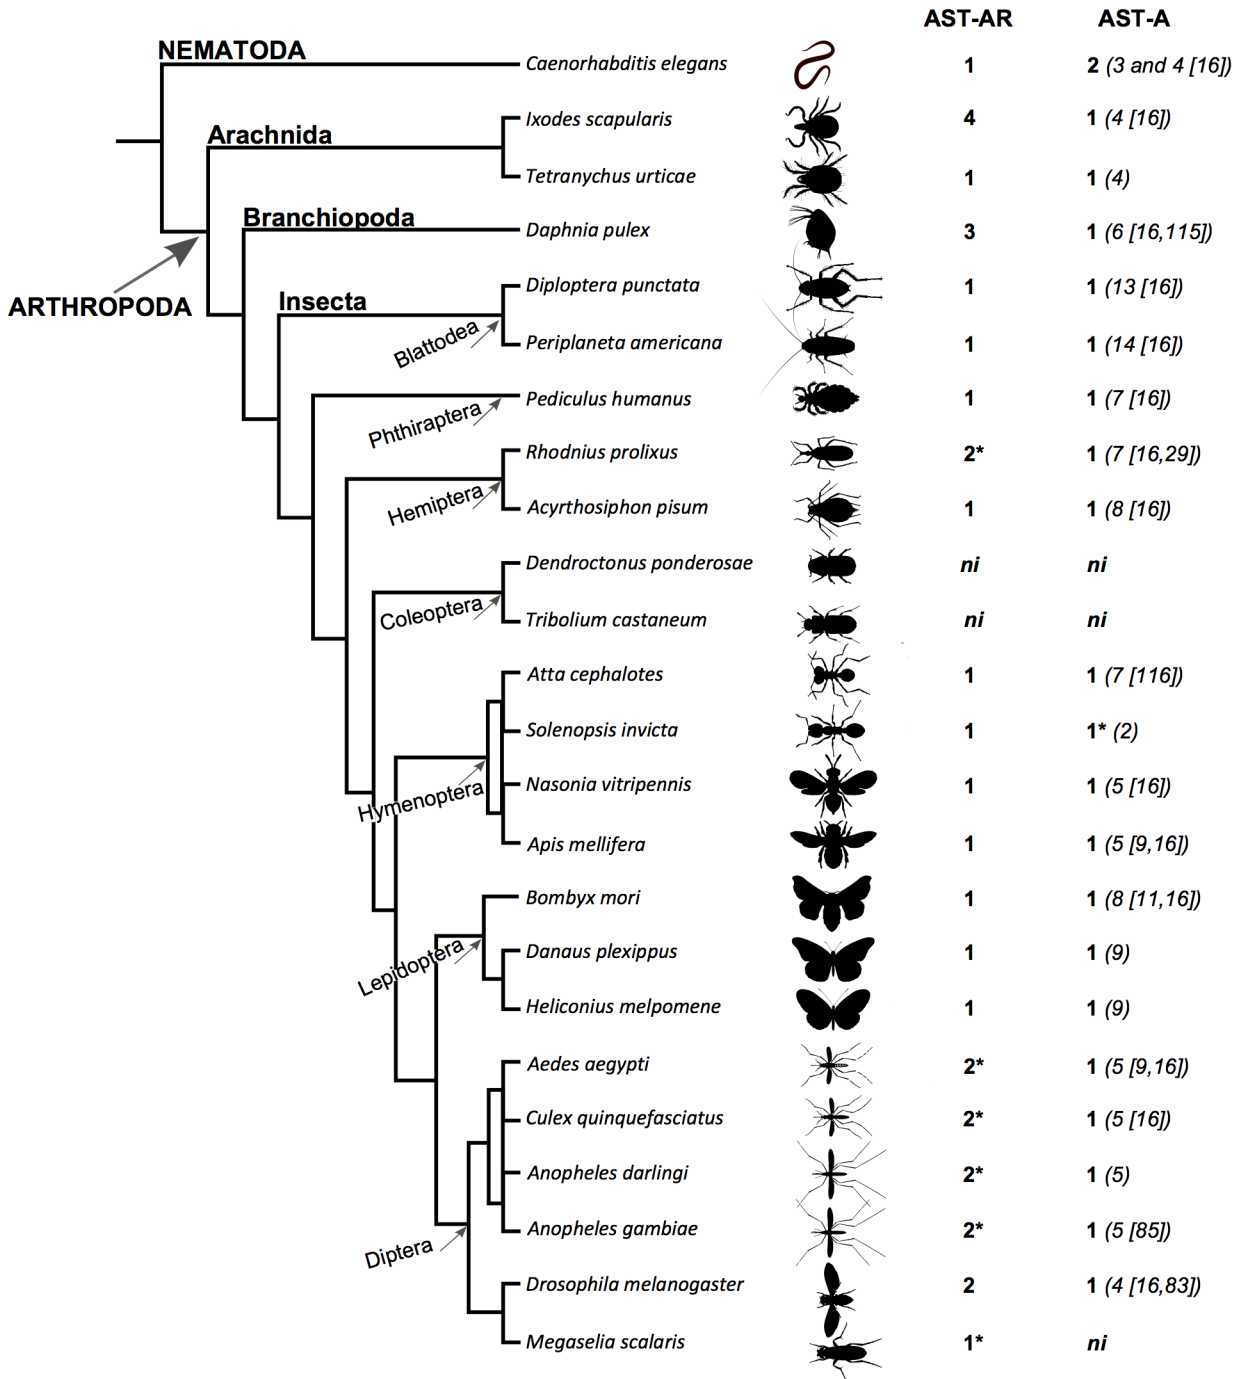 AST-AR AST-A
NEMATODA
Caenorhabditis elegans 1 2 (3 and 4 [16])
Ixodes scapularis 4 1 (4 [16])
Arachnida
Tetranychus urticae 1 1 (4)
Branchiopoda
Daphnia pulex 3 1 (6 [16,115])
ARTHROPODA
Diploptera punctata 1 1 (13 [16])
Insecta
Blattodea
Periplaneta americana 1 1 (14 [16])
Pediculus humanus 1 1 (7 [16])
Phthiraptera
Rhodnius prolixus 2* 1 (7 [16,29])
Hemiptera
Acyrthosiphon pisum 1 1 (8 [16])
Dendroctonus ponderosae ni ni
Coleoptera
Tribolium castaneum ni ni
Atta cephalotes 1 1 (7 [116])
Solenopsis invicta 1 1* (2)
Hymenoptera
Nasonia vitripennis 1 1 (5 [16])
Apis mellifera 1 1 (5 [9,16])
Bombyx mori 1 1 (8 [11,16])
Lepidoptera
Danaus plexippus 1 1 (9)
Heliconius melpomene 1 1 (9)
Aedes aegypti 2* 1 (5 [9,16])
Culex quinquefasciatus 2* 1 (5 [16])
Anopheles darlingi 2* 1 (5)
Anopheles gambiae 2* 1 (5 [85])
Diptera
Drosophila melanogaster 2 1 (4 [16,83])
Megaselia scalaris 1* ni